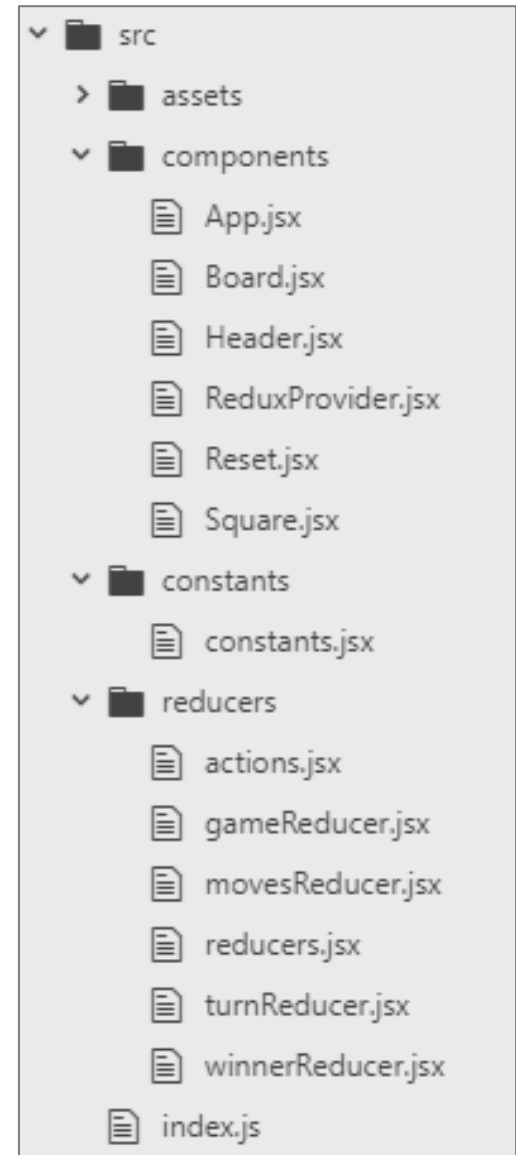 src
assets
components
App.jsx
Board.jsx
Header.jsx
ReduxProvider.jsx
Reset.jsx
Square.jsx
constants
constants.jsx
reducers
actions.jsx
gameReducer.jsx
movesReducer.jsx
reducers.jsx
turnReducer.jsx
winnerReducer.jsx
index.js